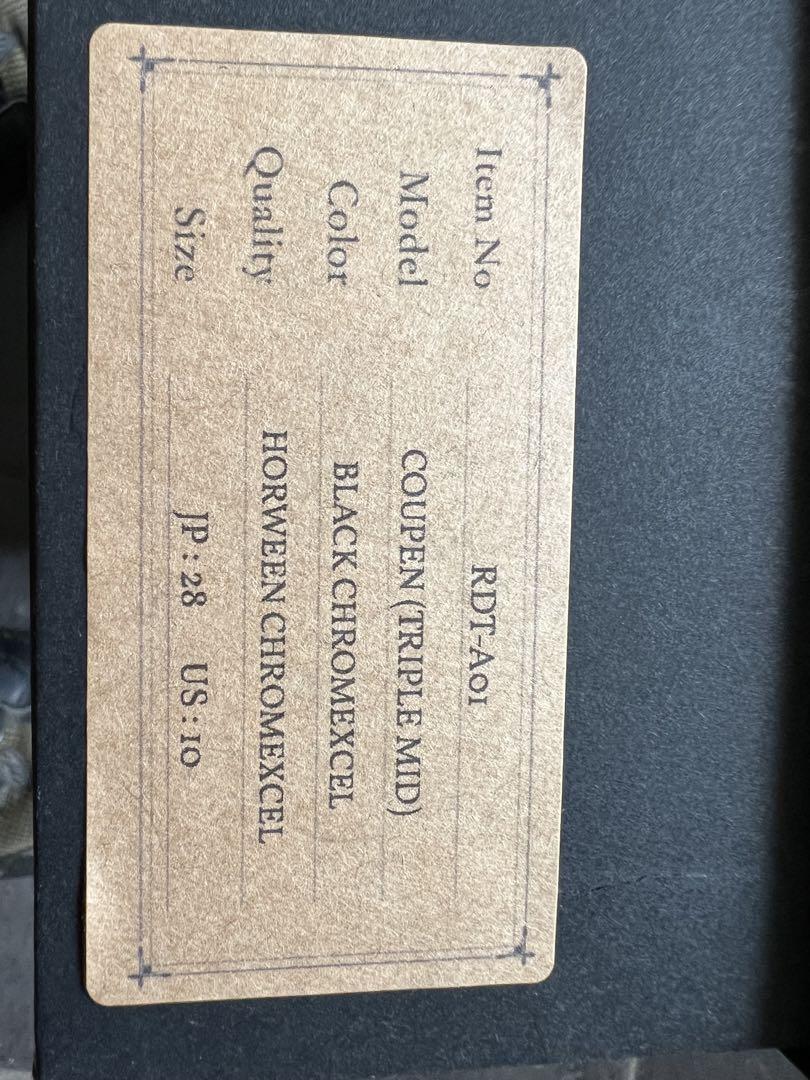 Item No RDT-A01
Model COUPEN (TRIPLE MID)
Color BLACK CHROMEXCEL
Quality HORWEEN CHROMEXCEL
Size JP : 28 US : 10